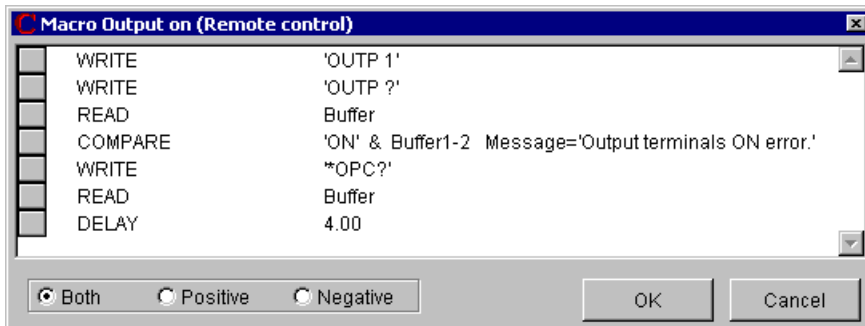 Macro Output on (Remote control)
WRITE 'OUTP 1'
WRITE 'OUTP ?'
READ Buffer
COMPARE 'ON' & Buffer1-2 Message='Output terminals ON error.'
WRITE '*OPC?'
READ Buffer
DELAY 4.00
Both Positive Negative OK Cancel